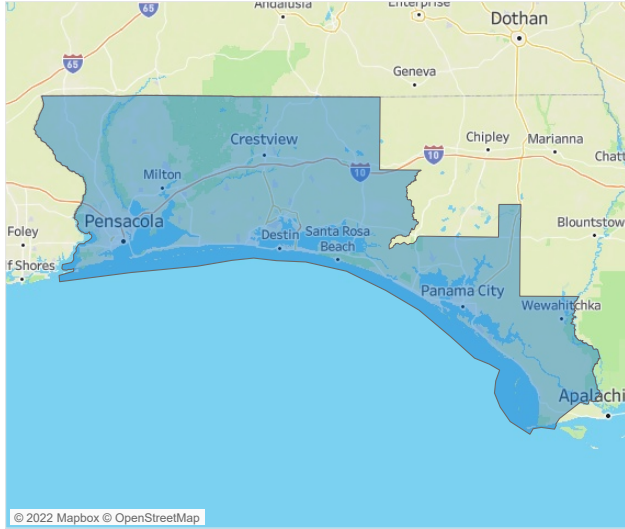 Andalusia
Enterprise
65
Dothan
65
Geneva
Crestview
Chipley
Marianna
10
Chatt
10
Milton
Pensacola
Foley
Destin
Santa Rosa
Beach
Blountstow
f Shores
Panama City
Wewahitchka
Apalachi
© 2022 Mapbox © OpenStreetMap